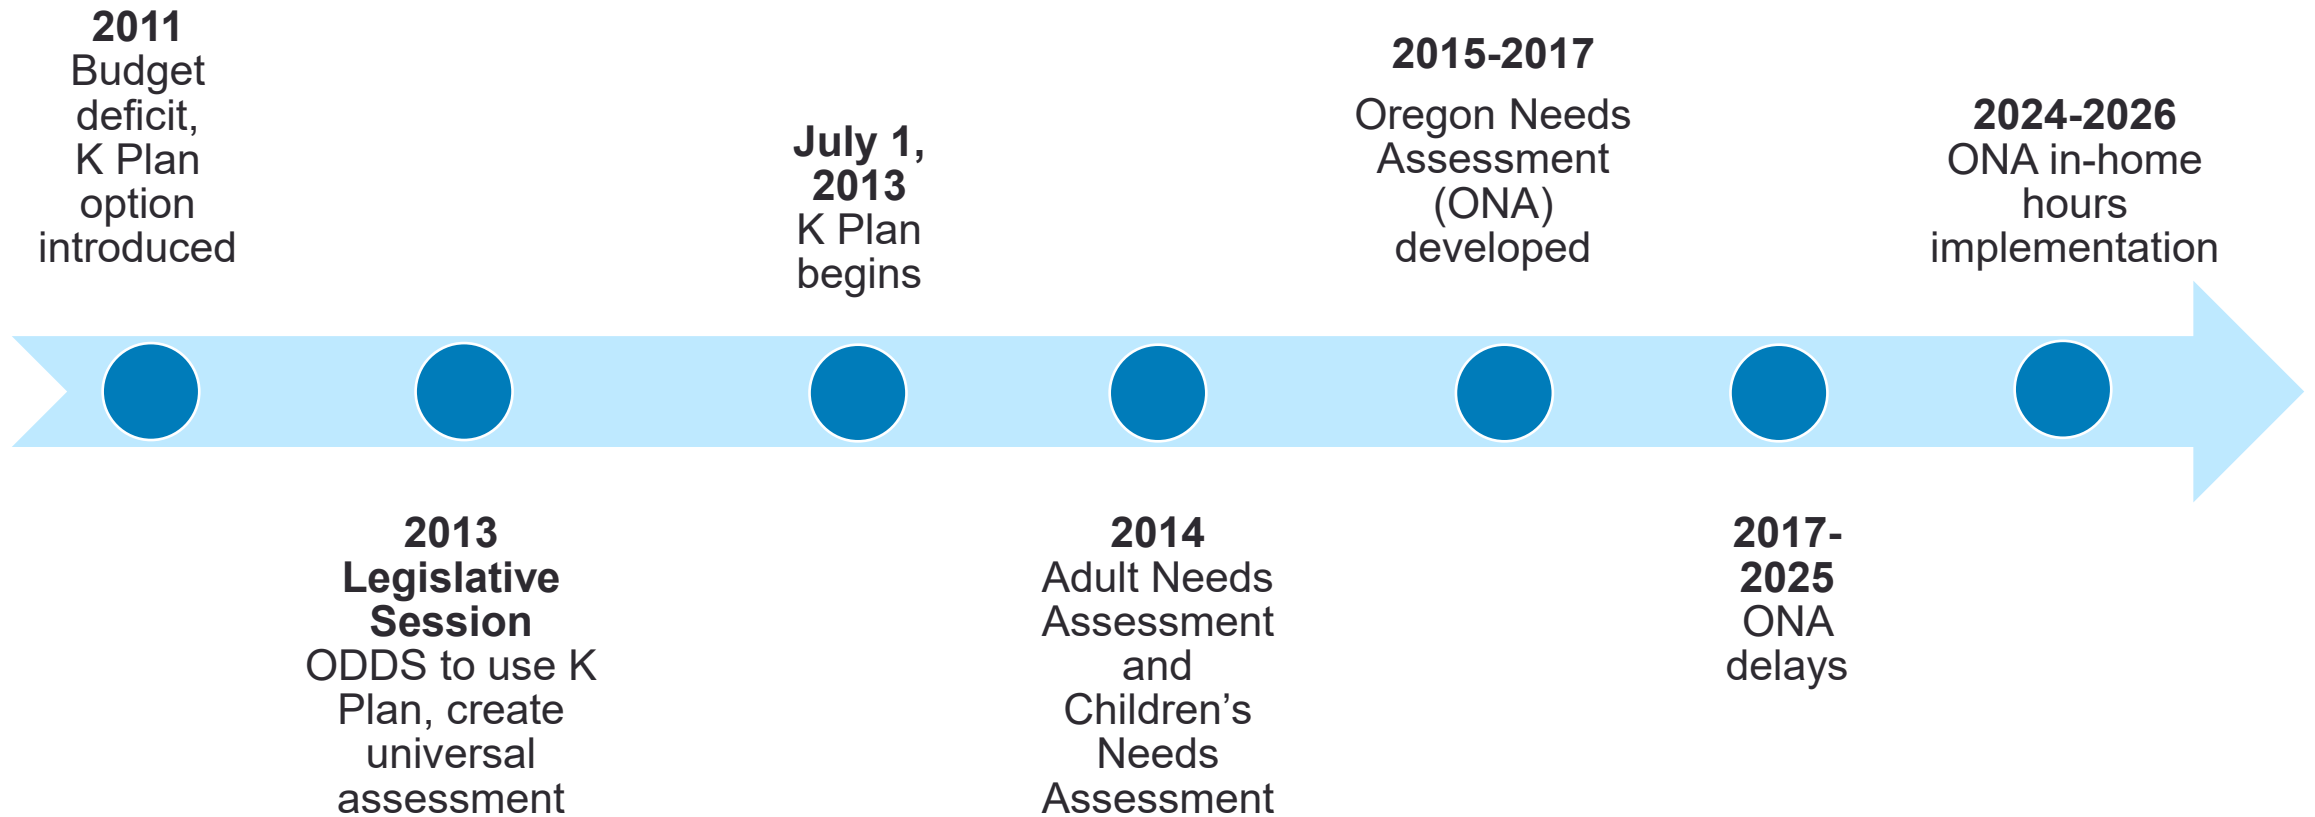 2011
Budget
deficit,
K Plan
option
introduced
2013
Legislative
Session
ODDS to use K
Plan, create
universal
assessment
July 1,
2013
K Plan
begins
2014
Adult Needs
Assessment
and
Children’s
Needs
Assessment
2015-2017
Oregon Needs
Assessment
(ONA)
developed
2017-
2025
ONA
delays
2024-2026
ONA in-home
hours
implementation